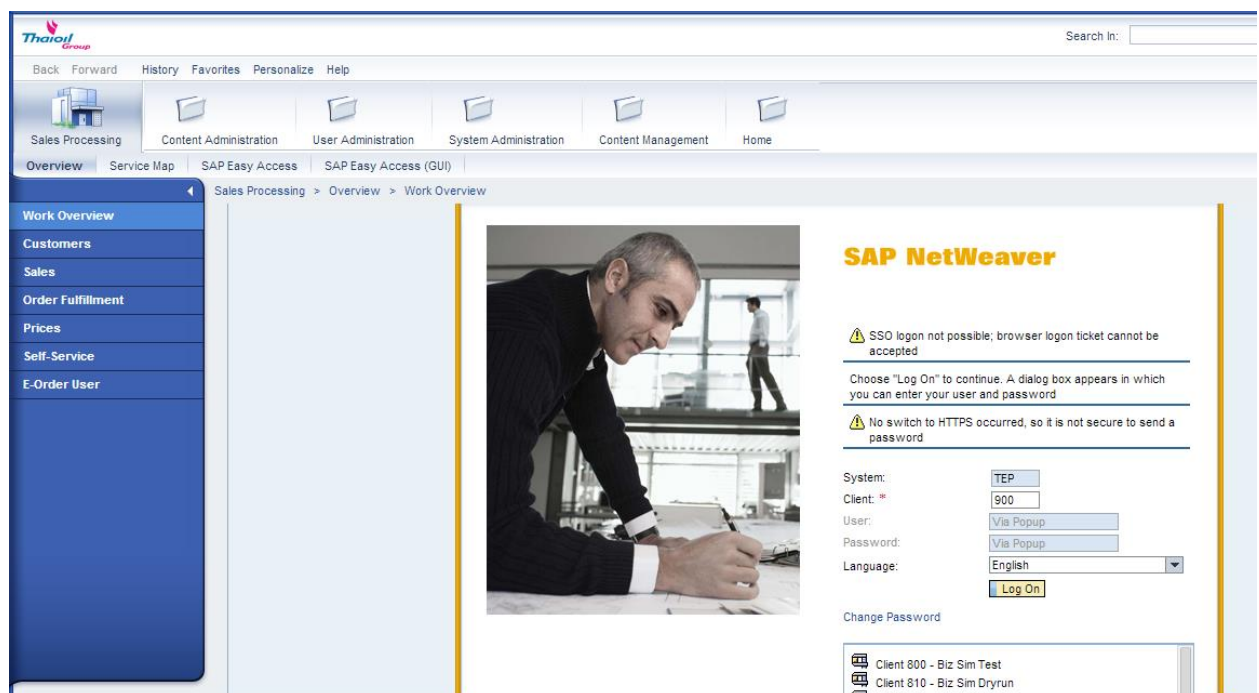 Thaioil
Group
Search In:
Back Forward History Favorites Personalize Help
Sales Processing Content Administration User Administration System Administration Content Management Home
Overview Service Map SAP Easy Access SAP Easy Access (GUI)
Sales Processing > Overview > Work Overview
Work Overview
Customers
Sales
Order Fulfillment
Prices
Self-Service
E-Order User
SAP NetWeaver
SSO logon not possible; browser logon ticket cannot be
accepted
Choose "Log On" to continue. A dialog box appears in which
you can enter your user and password
No switch to HTTPS occurred, so it is not secure to send a
password
System: TEP
Client: * 900
User: Via Popup
Password: Via Popup
Language: English
Log On
Change Password
Client 800 - Biz Sim Test
Client 810 - Biz Sim Dryrun